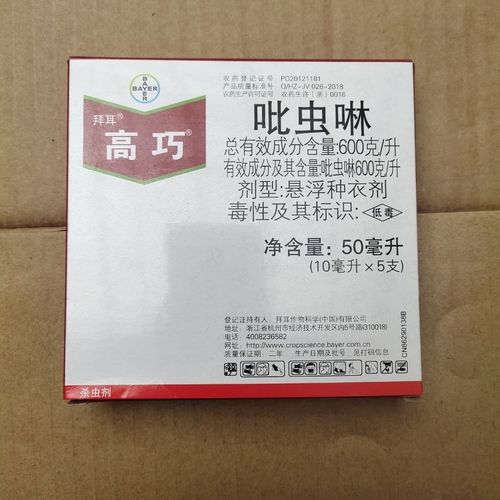 BAYER
BAYER
拜耳®
高巧®
农药登记证号 PD20121181
产品质量标准号 Q/HZ-JV 028-2018
农药生产许可证号 农药生许(浙)0016
吡虫啉
总有效成分含量:600克/升
有效成分及其含量:吡虫啉600克/升
剂型:悬浮种衣剂
毒性及其标识: 低毒
净含量: 50毫升
(10毫升×5支)
登记证持有人: 拜耳作物科学(中国)有限公司
地址: 浙江省杭州市经济技术开发区内5号路(310018)
电话: 4008236582
网址: http://www.cropscience.bayer.com.cn
质量保证期: 二年 生产日期及批号: 见打码信息
CN86290138B
杀虫剂